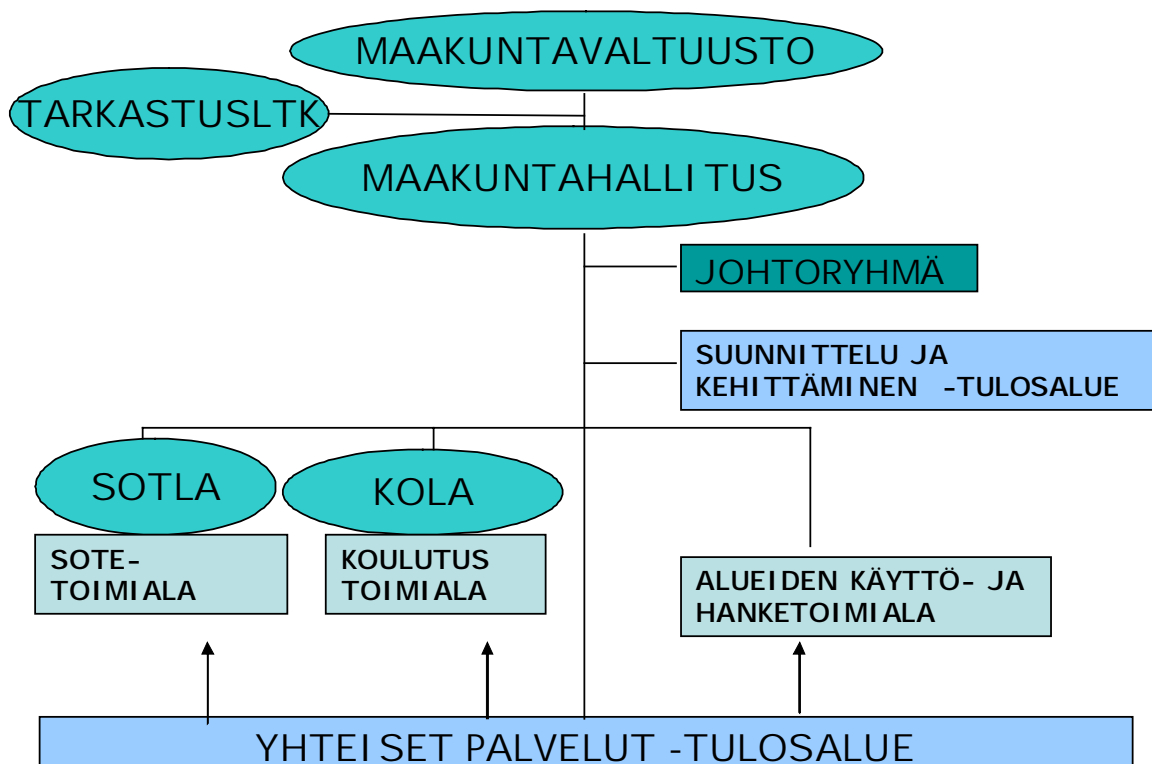 MAAKUNTAVALTUUSTO
TARKASTUSLTK
MAAKUNTAHALLITUS
JOHTORYHMÄ
SUUNNITTELU JA
KEHITTÄMINEN -TULOSALUE
SOTLA
KOLA
SOTE-
TOIMIALA
KOULUTUS
TOIMIALA
ALUEIDEN KÄYTTÖ- JA
HANKETOIMIALA
YHTEISET PALVELUT -TULOSALUE